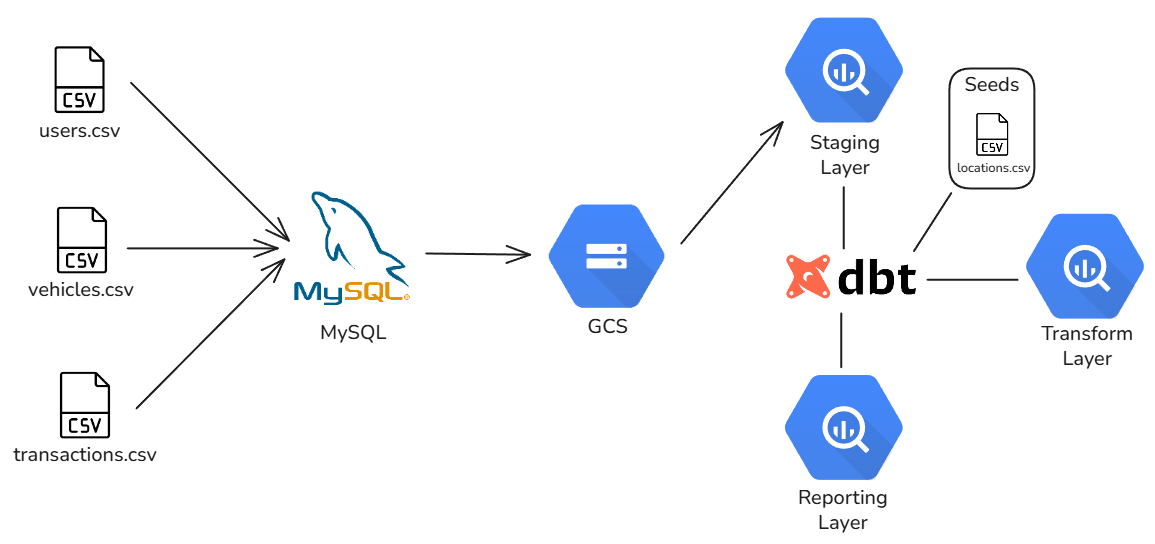 CSV
users.csv
CSV
vehicles.csv
CSV
transactions.csv
MySQL
MySQL
GCS
Staging
Layer
Seeds
CSV
locations.csv
dbt
Transform
Layer
Reporting
Layer